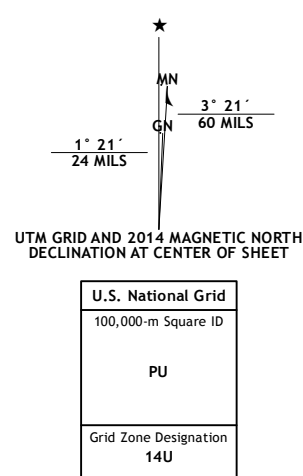 ★
MN
3° 21´
60 MILS
GN
1° 21´
24 MILS
UTM GRID AND 2014 MAGNETIC NORTH
DECLINATION AT CENTER OF SHEET
U.S. National Grid
100,000-m Square ID
PU
Grid Zone Designation
14U